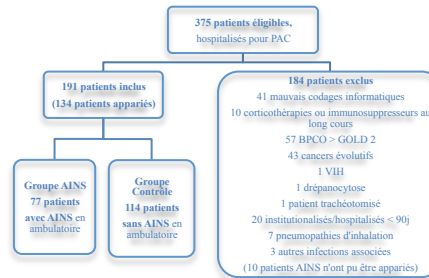 375 patients éligibles,
hospitalisés pour PAC
191 patients inclus
(134 patients appariés)
Groupe AINS
77 patients
avec AINS en
ambulatoire
Groupe
Contrôle
114 patients
sans AINS en
ambulatoire
184 patients exclus
41 mauvais codages informatiques
10 corticothérapies ou immunosuppresseurs au
long cours
57 BPCO > GOLD 2
43 cancers évolutifs
1 VIH
1 drépanocytose
1 patient trachéotomisé
20 institutionalisés/hospitalisés < 90j
7 pneumopathies d'inhalation
3 autres infections associées
(10 patients AINS n'ont pu être appariés)